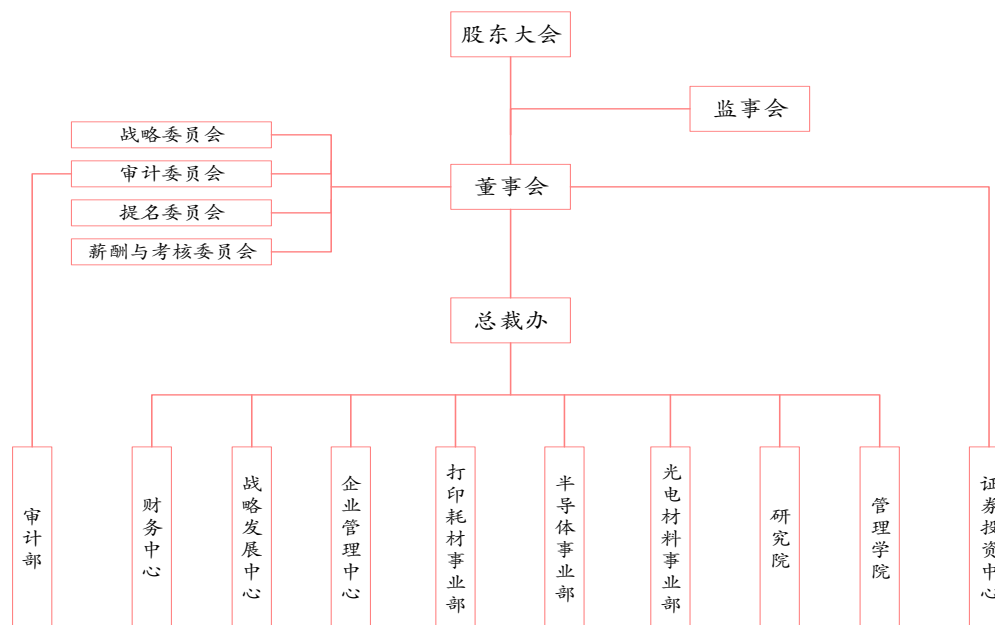 股东大会
监事会
战略委员会
审计委员会
董事会
提名委员会
薪酬与考核委员会
总裁办
审计部
财务中心
战略发展中心
企业管理中心
打印耗材事业部
半导体事业部
光电材料事业部
研究院
管理学院
证券投资中心